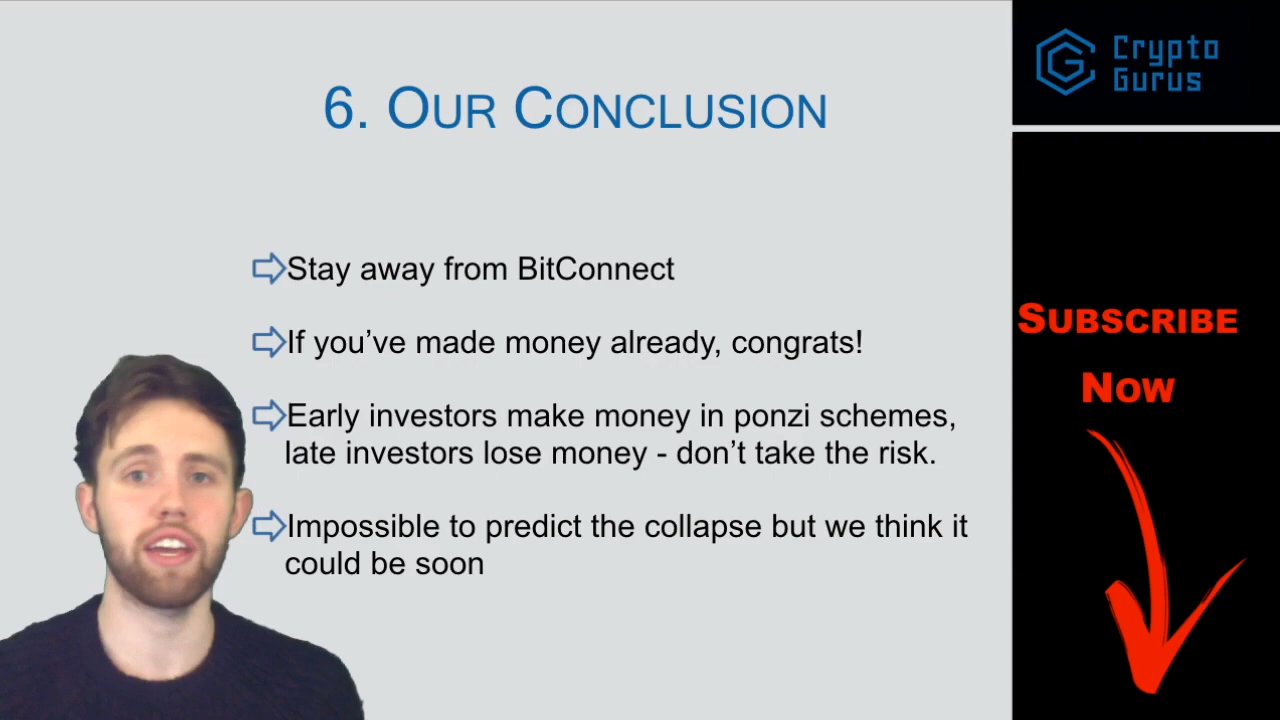 6. OUR CONCLUSION
Stay away from BitConnect
If you've made money already, congrats!
Early investors make money in ponzi schemes,
late investors lose money - don't take the risk.
Impossible to predict the collapse but we think it
could be soon
Crypto
Gurus
SUBSCRIBE
NOW